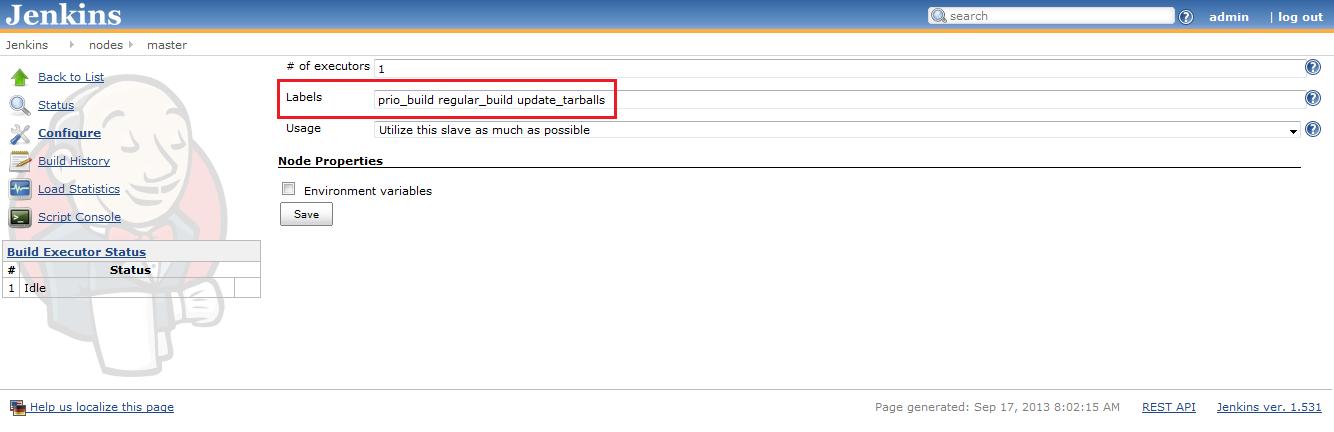 Jenkins search ? admin | log out
Jenkins nodes master
Back to List
Status
Configure
Build History
Load Statistics
>_ Script Console
Build Executor Status
# Status
1 Idle
# of executors 1 ?
Labels prio_build regular_build update_tarballs ?
Usage Utilize this slave as much as possible ?
Node Properties
Environment variables
Save
Help us localize this page Page generated: Sep 17, 2013 8:02:15 AM REST API Jenkins ver. 1.531